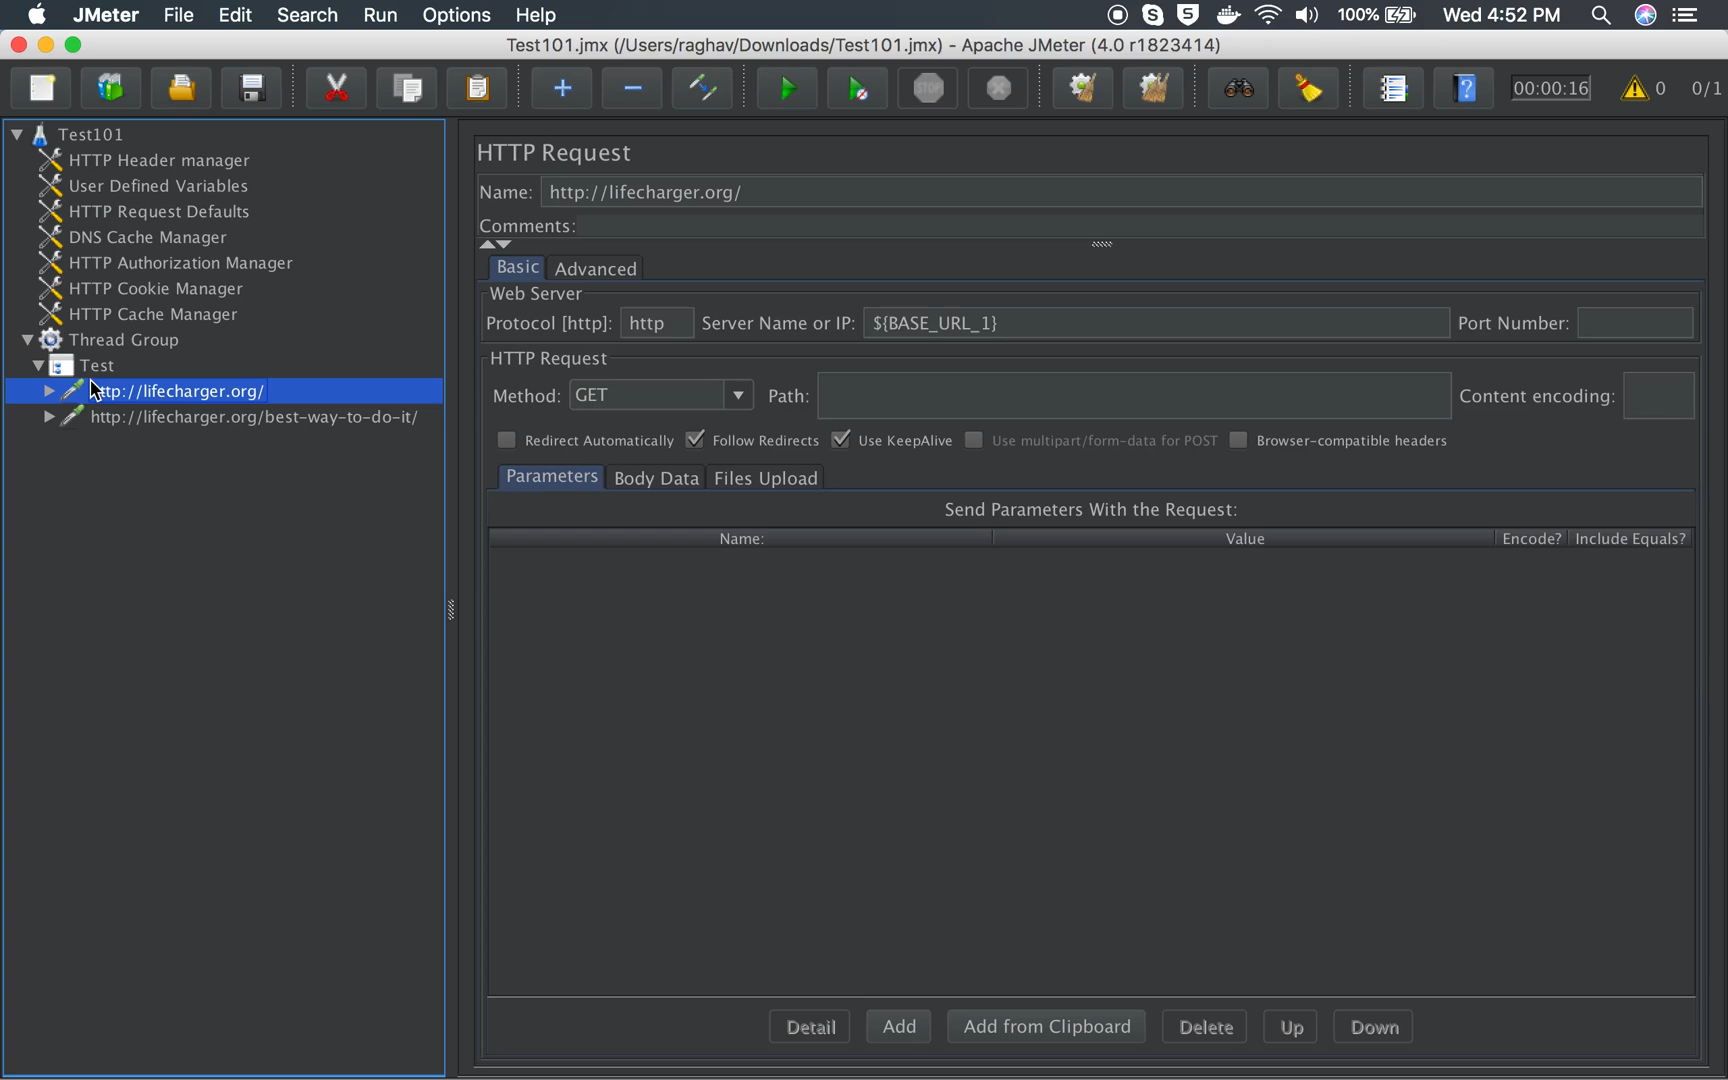 JMeter File Edit Search Run Options Help 5 100% Wed 4:52 PM
Test101.jmx (/Users/raghav/Downloads/Test101.jmx) - Apache JMeter (4.0 r1823414)
STOP ? 00:00:16 0 0/1
Test101
HTTP Header manager
User Defined Variables
HTTP Request Defaults
DNS Cache Manager
HTTP Authorization Manager
HTTP Cookie Manager
HTTP Cache Manager
Thread Group
Test
http://lifecharger.org/
http://lifecharger.org/best-way-to-do-it/
HTTP Request
Name: http://lifecharger.org/
Comments:
Basic Advanced
Web Server
Protocol [http]: http Server Name or IP: ${BASE_URL_1} Port Number:
HTTP Request
Method: GET Path: Content encoding:
Redirect Automatically Follow Redirects Use KeepAlive Use multipart/form-data for POST Browser-compatible headers
Parameters Body Data Files Upload
Send Parameters With the Request:
Name: Value Encode? Include Equals?
Detail Add Add from Clipboard Delete Up Down